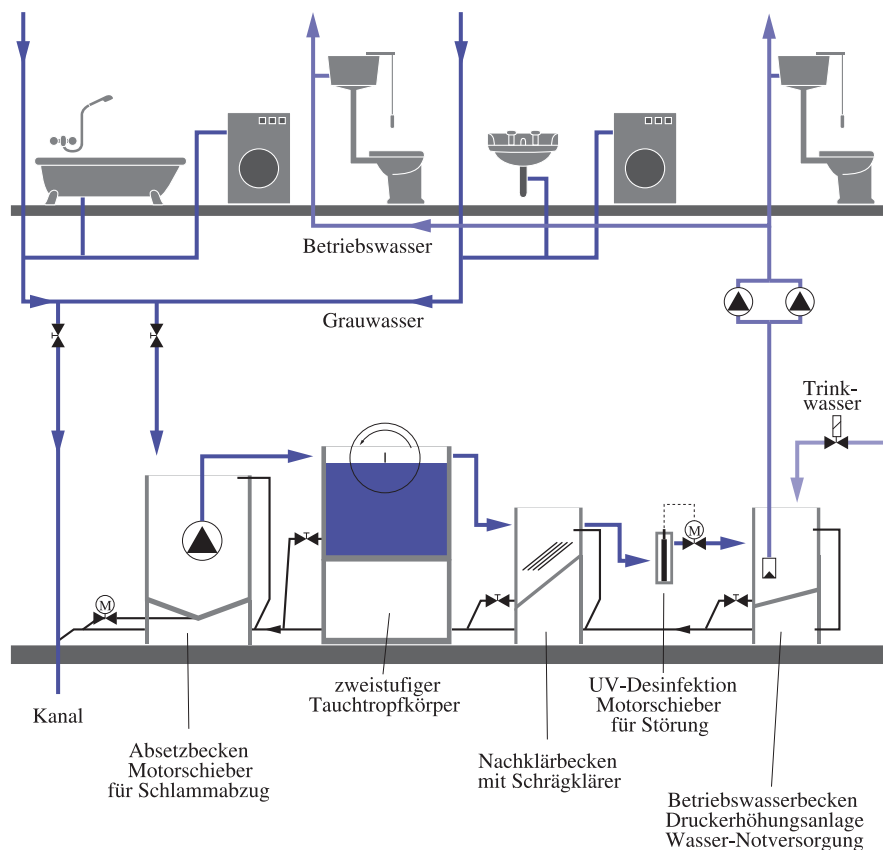 Betriebswasser
Grauwasser
Trink-
wasser
M
M
Kanal
Absetzbecken
Motorschieber
für Schlammabzug
zweistufiger
Tauchtropfkörper
Nachklärbecken
mit Schrägklärer
UV-Desinfektion
Motorschieber
für Störung
Betriebswasserbecken
Druckerhöhungsanlage
Wasser-Notversorgung